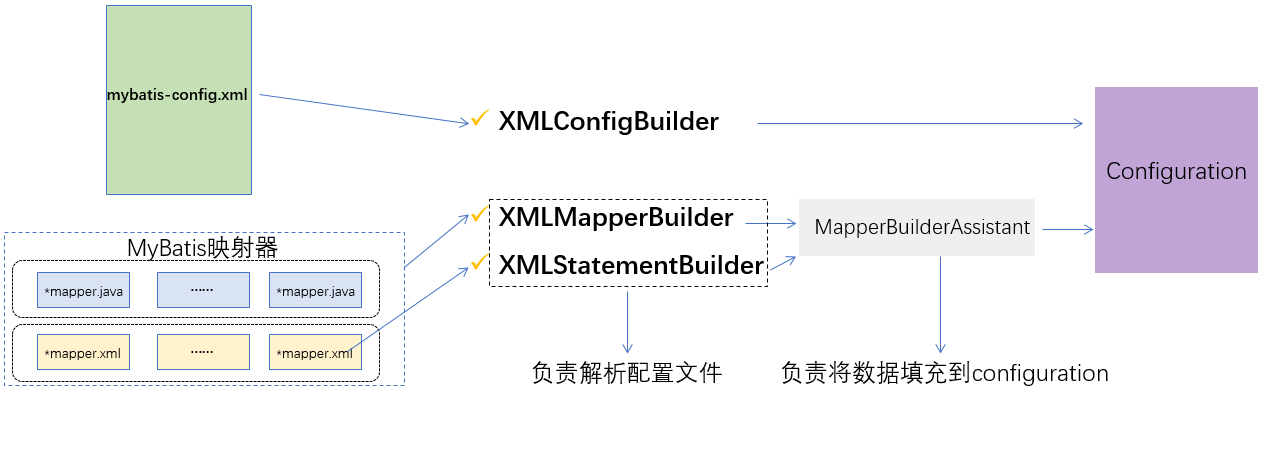 mybatis-config.xml
XMLConfigBuilder
Configuration
XMLMapperBuilder
MapperBuilderAssistant
XMLStatementBuilder
MyBatis映射器
*mapper.java
……
*mapper.java
*mapper.xml
……
*mapper.xml
负责解析配置文件
负责将数据填充到configuration